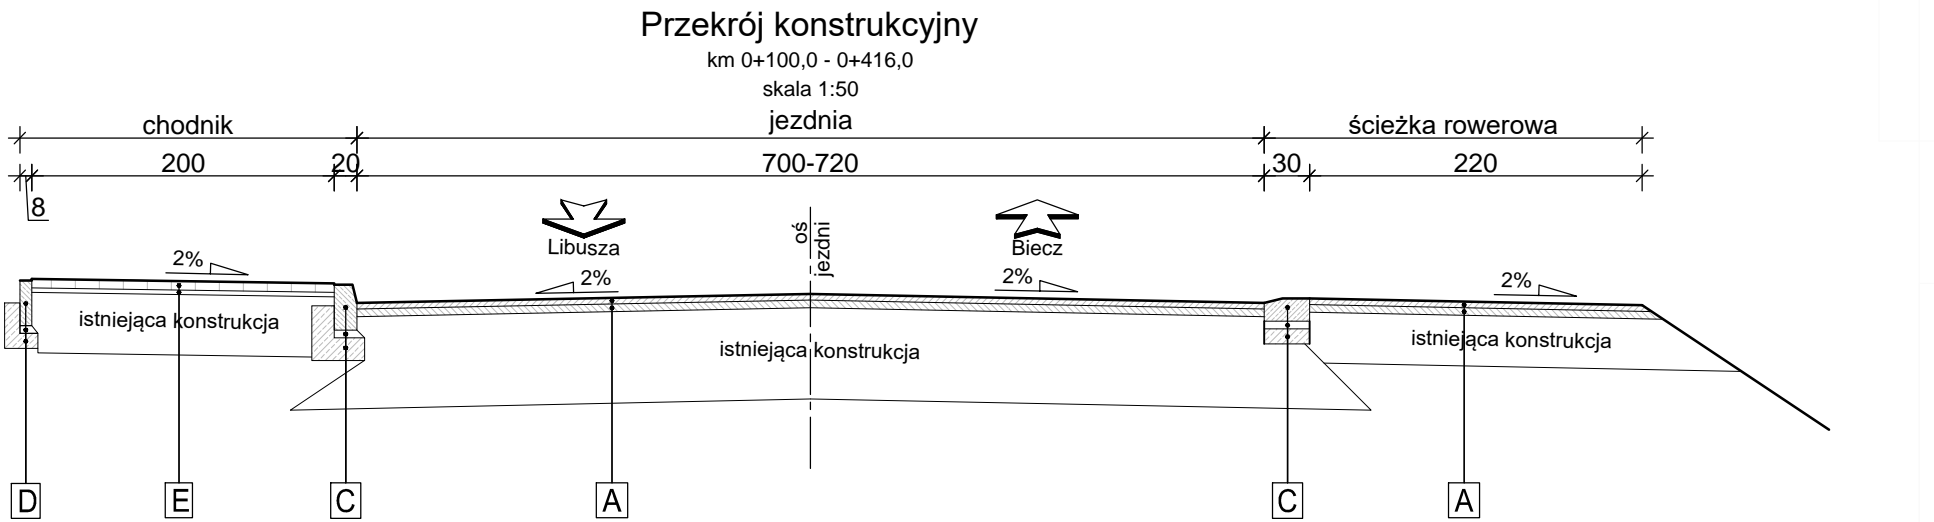 Przekrój konstrukcyjny
km 0+100,0 - 0+416,0
skala 1:50
chodnik
jezdnia
ścieżka rowerowa
200
20
700-720
30
220
8
Libusza
oś
jezdni
Biecz
2%
2%
2%
2%
istniejąca konstrukcja
istniejąca konstrukcja
istniejąca konstrukcja
D
E
C
A
C
A